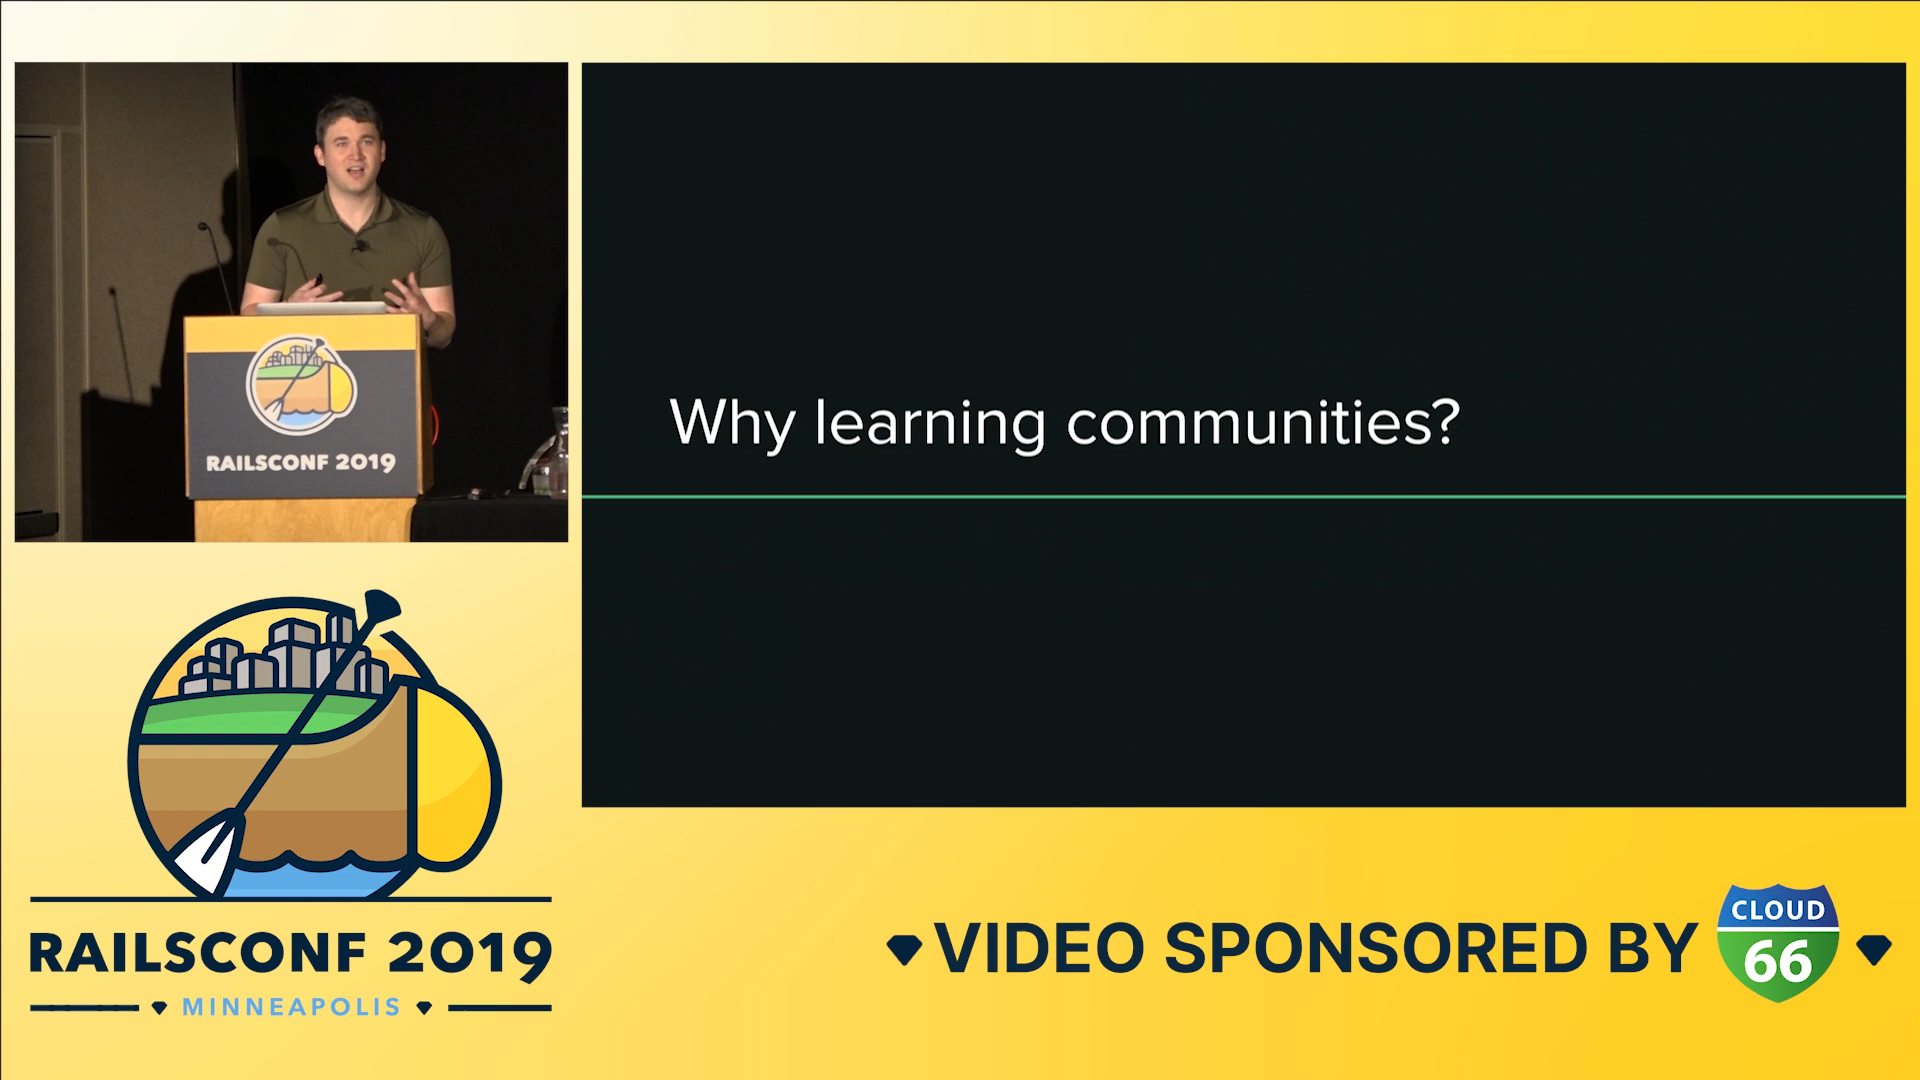 RAILSCONF 2019
Why learning communities?
RAILSCONF 2019
MINNEAPOLIS
VIDEO SPONSORED BY
CLOUD
66